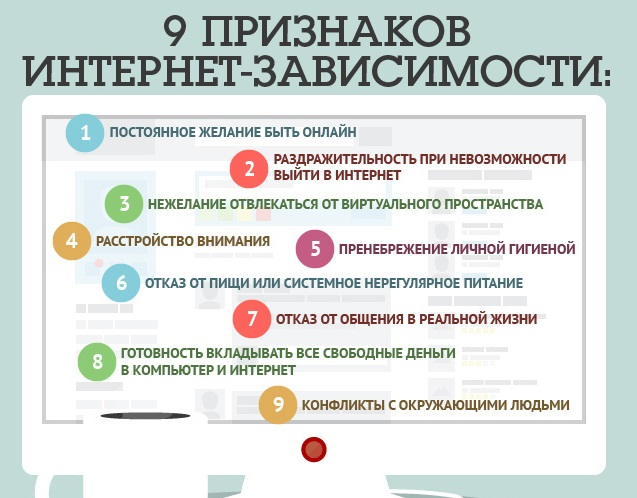 9 ПРИЗНАКОВ
ИНТЕРНЕТ-ЗАВИСИМОСТИ:
1 ПОСТОЯННОЕ ЖЕЛАНИЕ БЫТЬ ОНЛАЙН
2 РАЗДРАЖИТЕЛЬНОСТЬ ПРИ НЕВОЗМОЖНОСТИ
ВЫЙТИ В ИНТЕРНЕТ
3 НЕЖЕЛАНИЕ ОТВЛЕКАТЬСЯ ОТ ВИРТУАЛЬНОГО ПРОСТРАНСТВА
4 РАССТРОЙСТВО ВНИМАНИЯ
5 ПРЕНЕБРЕЖЕНИЕ ЛИЧНОЙ ГИГИЕНОЙ
6 ОТКАЗ ОТ ПИЩИ ИЛИ СИСТЕМНОЕ НЕРЕГУЛЯРНОЕ ПИТАНИЕ
7 ОТКАЗ ОТ ОБЩЕНИЯ В РЕАЛЬНОЙ ЖИЗНИ
8 ГОТОВНОСТЬ ВКЛАДЫВАТЬ ВСЕ СВОБОДНЫЕ ДЕНЬГИ
В КОМПЬЮТЕР И ИНТЕРНЕТ
9 КОНФЛИКТЫ С ОКРУЖАЮЩИМИ ЛЮДЬМИ